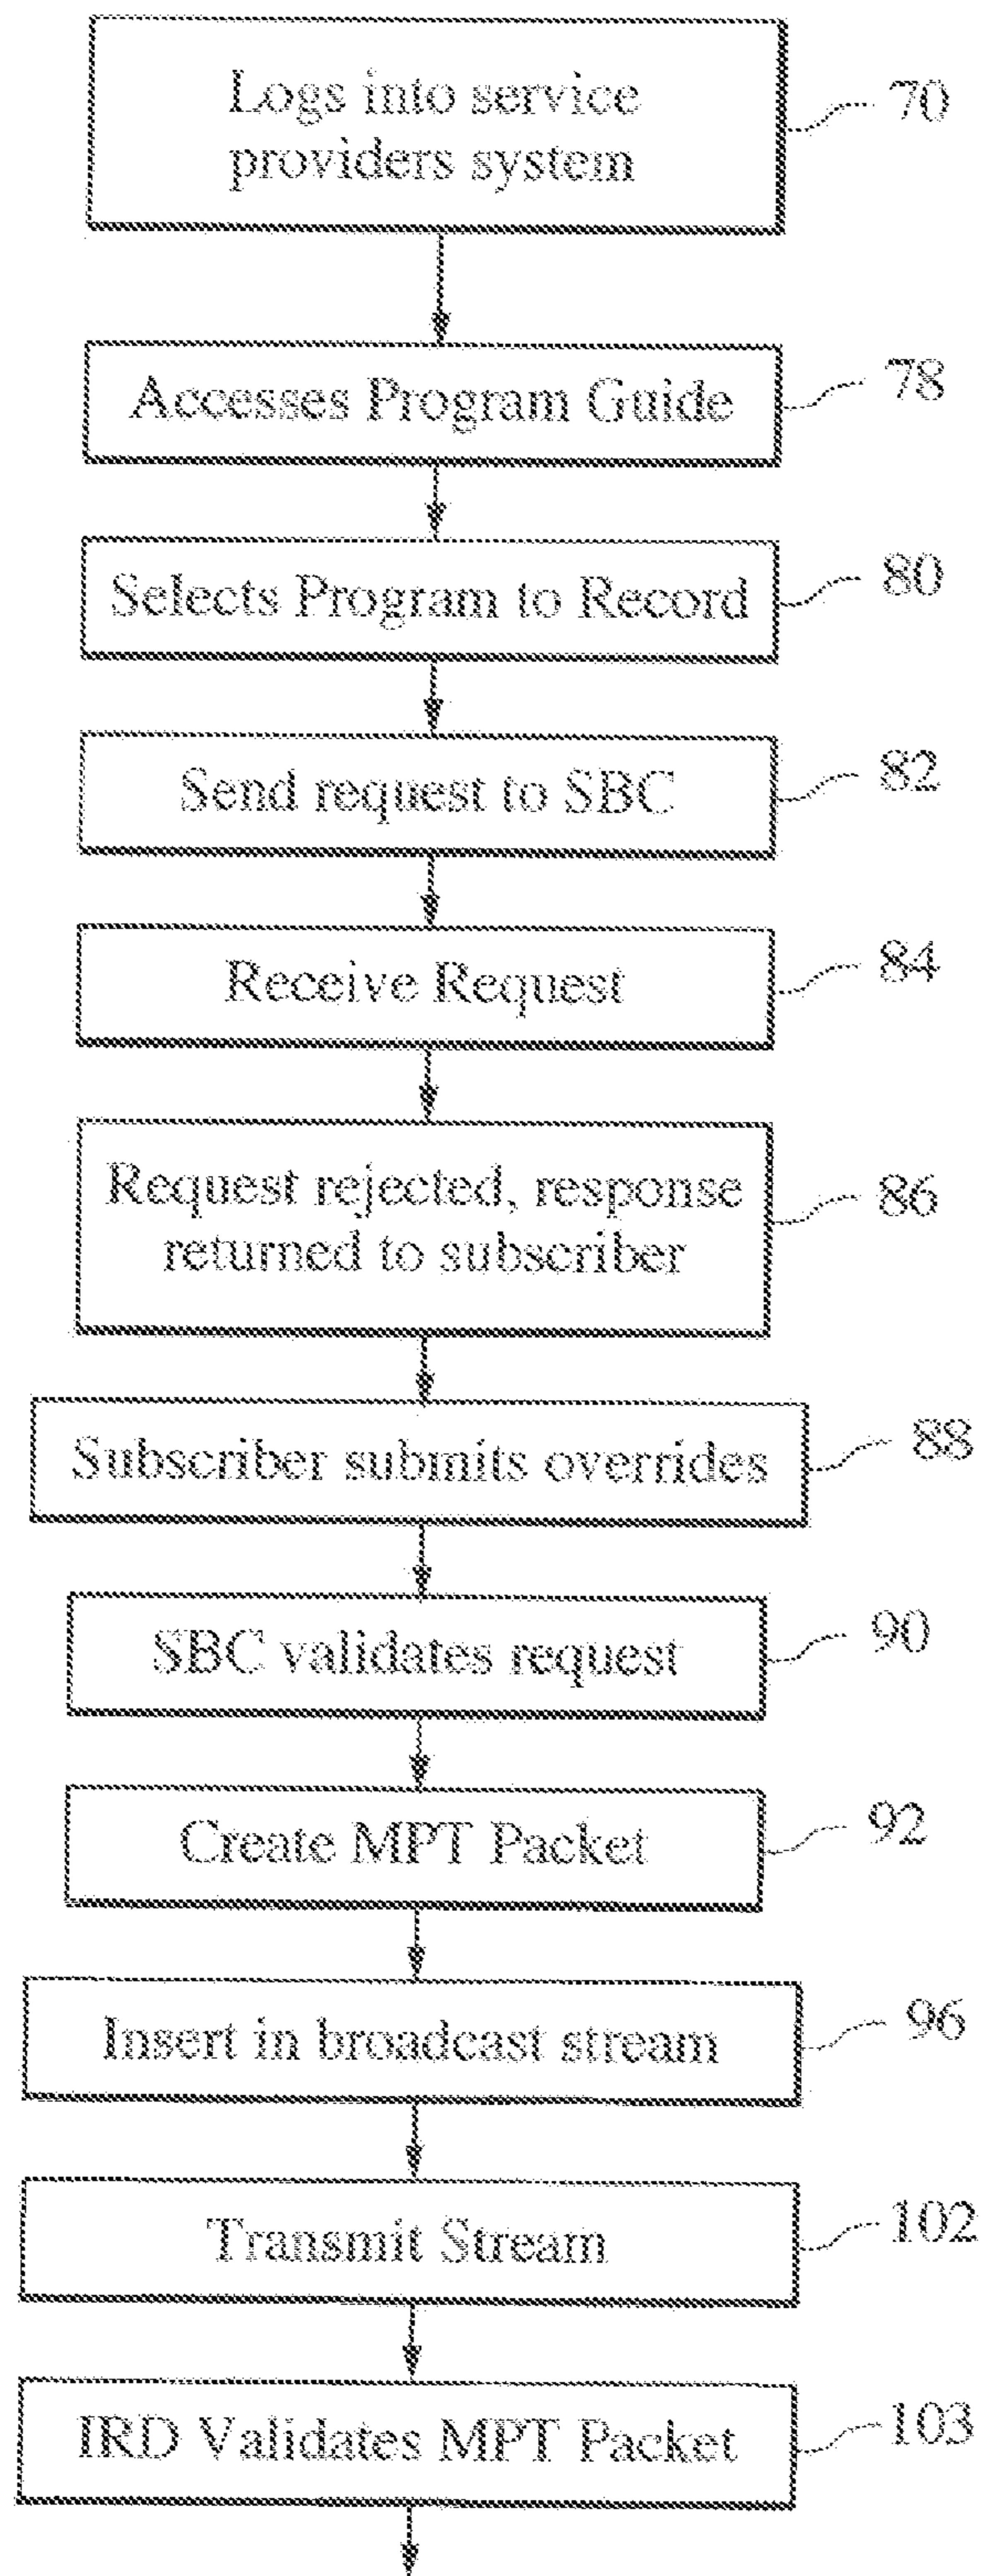 Logs into service
providers system
70
Accesses Program Guide
78
Selects Program to Record
80
Send request to SBC
82
Receive Request
84
Request rejected, response
returned to subscriber
86
Subscriber submits overrides
88
SBC validates request
90
Create MPT Packet
92
Insert in broadcast stream
96
Transmit Stream
102
IRD Validates MPT Packet
103